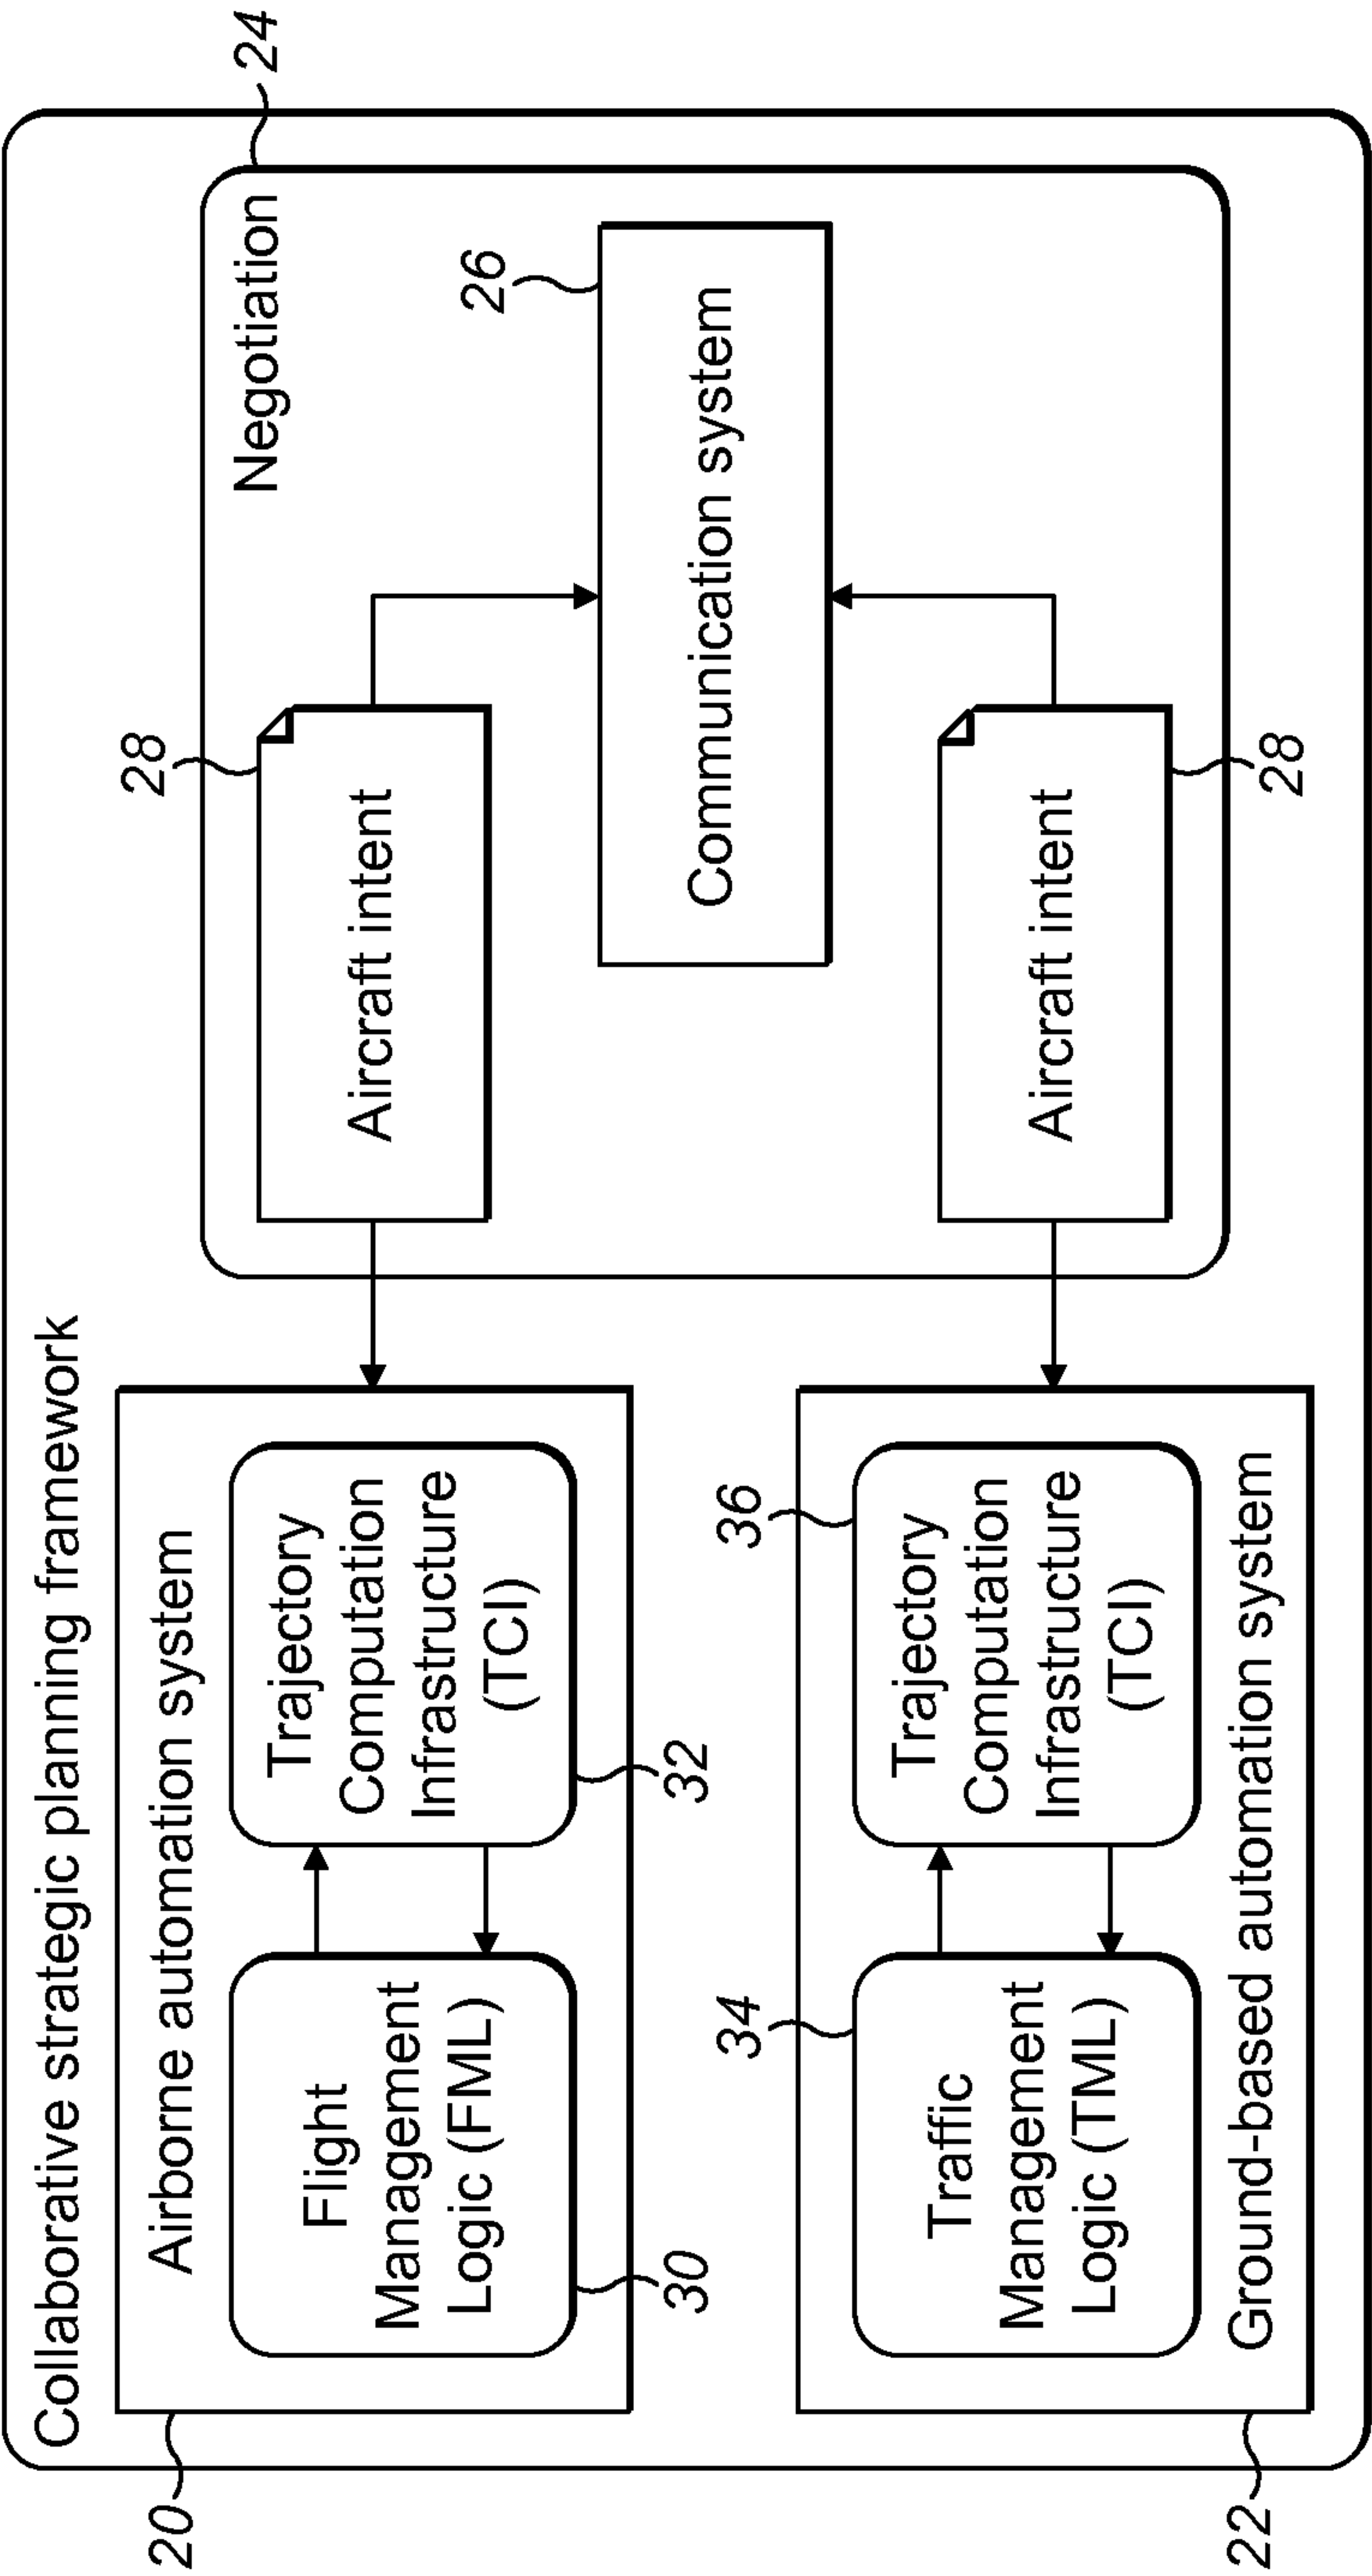 Collaborative strategic planning framework
20
Airborne automation system
Flight
Management
Logic (FML)
30
Trajectory
Computation
Infrastructure
(TCI)
32
28
Aircraft intent
24
Negotiation
26
Communication system
34
Traffic
Management
Logic (TML)
36
Trajectory
Computation
Infrastructure
(TCI)
Ground-based automation system
22
Aircraft intent
28